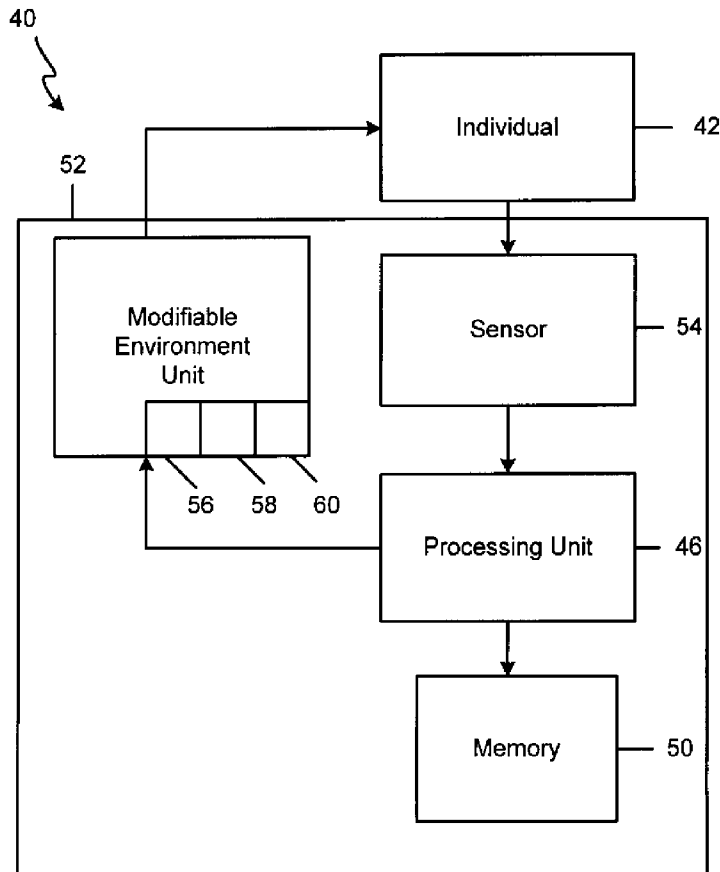 40
Individual
42
52
Modifiable
Environment
Unit
Sensor
54
56
58
60
Processing Unit
46
Memory
50